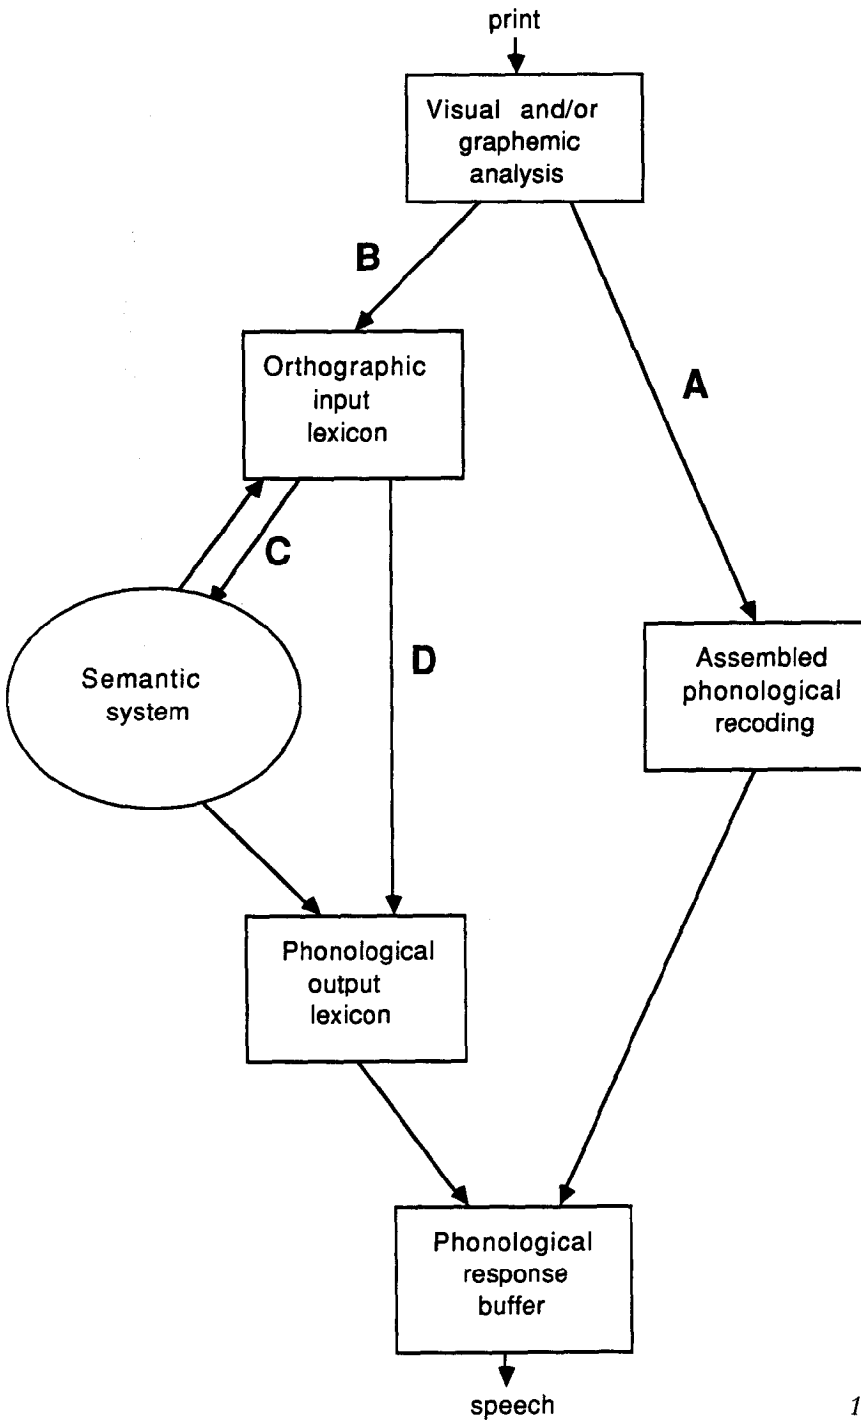 print
Visual and/or
graphemic
analysis
B
A
Orthographic
input
lexicon
C
D
Semantic
system
Assembled
phonological
recoding
Phonological
output
lexicon
Phonological
response
buffer
speech
1